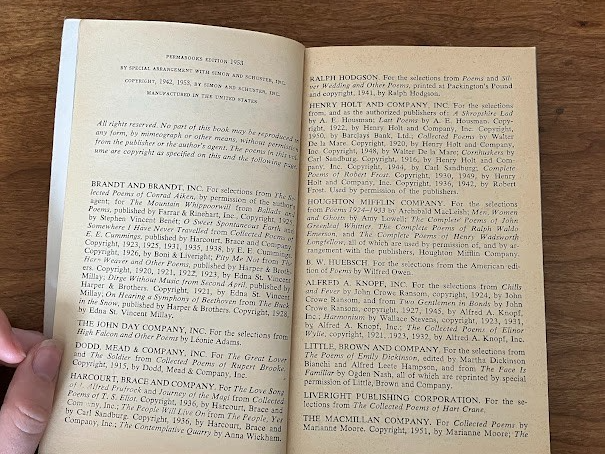 PERMABOOKS EDITION 1953
BY SPECIAL ARRANGEMENT WITH SIMON AND SCHUSTER, INC.
COPYRIGHT, 1942, 1953, BY SIMON AND SCHUSTER, INC.
MANUFACTURED IN THE UNITED STATES
All rights reserved. No part of this book may be reproduced in
any form, by mimeograph or other means, without permission
from the publisher or the author's agent. The poems in this vol-
ume are copyright as specified on this and the following page
BRANDT AND BRANDT, INC. For selections from The Se-
lected Poems of Conrad Aiken, by permission of the author's
agent; for The Mountain Whippoorwill from Ballads and
Poems, published by Farrar & Rinehart, Inc., Copyright, 1925
by Stephen Vincent Benét; O Sweet Spontaneous Earth and
Somewhere I Have Never Travelled from Collected Poems of
E. E. Cummings, published by Harcourt, Brace and Company
Copyright, 1923, 1925, 1931, 1935, 1938, by E. E. Cummings,
Copyright, 1926, by Boni & Liveright; Pity Me Not from The
Harp-Weaver and Other Poems, published by Harper & Broth-
ers. Copyright, 1920, 1921, 1922, 1923, by Edna St. Vincent
Millay; Dirge Without Music from Second April, published by
Harper & Brothers. Copyright, 1921, by Edna St. Vincent
Millay; On Hearing a Symphony of Beethoven from The Buck
in the Snow, published by Harper & Brothers. Copyright, 1928,
by Edna St. Vincent Millay.
THE JOHN DAY COMPANY, INC. For the selections from
High Falcon and Other Poems by Léonie Adams.
DODD, MEAD & COMPANY, INC. For The Great Lover
and The Soldier from Collected Poems of Rupert Brooke.
Copyright, 1915, by Dodd, Mead & Company, Inc.
HARCOURT, BRACE AND COMPANY. For The Love Song
of J. Alfred Prufrock and Journey of the Magi from Collected
Poems of T. S. Eliot. Copyright, 1936, by Harcourt, Brace and
Company, Inc.; The People Will Live On from The People, Yes
by Carl Sandburg. Copyright, 1936, by Harcourt, Brace and
Company, Inc.; The Contemplative Quarry by Anna Wickham.
RALPH HODGSON. For the selections from Poems and Sil-
ver Wedding and Other Poems, printed at Packington's Pound
and copyright, 1941, by Ralph Hodgson.
HENRY HOLT AND COMPANY, INC. For the selections
from, and as the authorized publishers of: A Shropshire Lad
by A. E. Housman; Last Poems by A. E. Housman. Copy-
right, 1922, by Henry Holt and Company, Inc. Copyright,
1950, by Barclays Bank, Ltd.; Collected Poems by Walter
De la Mare. Copyright, 1920, by Henry Holt and Company,
Inc. Copyright, 1948, by Walter De la Mare; Cornhuskers by
Carl Sandburg. Copyright, 1916, by Henry Holt and Com-
pany, Inc. Copyright, 1944, by Carl Sandburg; Complete
Poems of Robert Frost. Copyright, 1930, 1949, by Henry
Holt and Company, Inc. Copyright, 1936, 1942, by Robert
Frost. Used by permission of the publishers.
HOUGHTON MIFFLIN COMPANY. For the selections from
Poems 1924–1933 by Archibald MacLeish; Men, Women
and Ghosts by Amy Lowell; The Complete Poems of John
Greenleaf Whittier, The Complete Poems of Ralph Waldo
Emerson, and The Complete Poems of Henry Wadsworth
Longfellow, all of which are used by permission of, and by ar-
rangement with the publishers, Houghton Mifflin Company.
B. W. HUEBSCH. For the selection from the American edi-
tion of Poems by Wilfred Owen.
ALFRED A. KNOPF, INC. For the selections from Chills
and Fever by John Crowe Ransom, copyright, 1924, by John
Crowe Ransom, and from Two Gentlemen in Bonds by John
Crowe Ransom, copyright, 1927, 1945, by Alfred A. Knopf,
Inc.; Harmonium by Wallace Stevens, copyright, 1923, 1931,
by Alfred A. Knopf, Inc.; The Collected Poems of Elinor
Wylie, copyright, 1921, 1923, 1932, by Alfred A. Knopf, Inc.
LITTLE, BROWN AND COMPANY. For the selections from
The Poems of Emily Dickinson, edited by Martha Dickinson
Bianchi and Alfred Leete Hampson, and from The Face Is
Familiar by Ogden Nash, all of which are reprinted by special
permission of Little, Brown and Company.
LIVERIGHT PUBLISHING CORPORATION. For the se-
lections from The Collected Poems of Hart Crane.
THE MACMILLAN COMPANY. For Collected Poems by
Marianne Moore. Copyright, 1951, by Marianne Moore; The